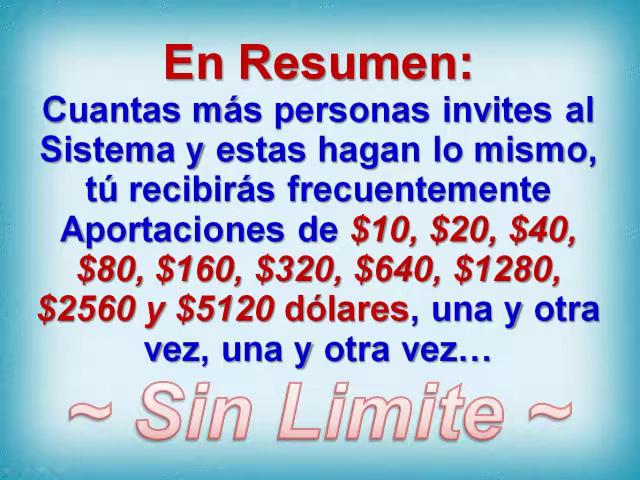 En Resumen:
Cuantas más personas invites al
Sistema y estas hagan lo mismo,
tú recibirás frecuentemente
Aportaciones de $10, $20, $40,
$80, $160, $320, $640, $1280,
$2560 y $5120 dólares, una y otra
vez, una y otra vez…
~ Sin Limite ~